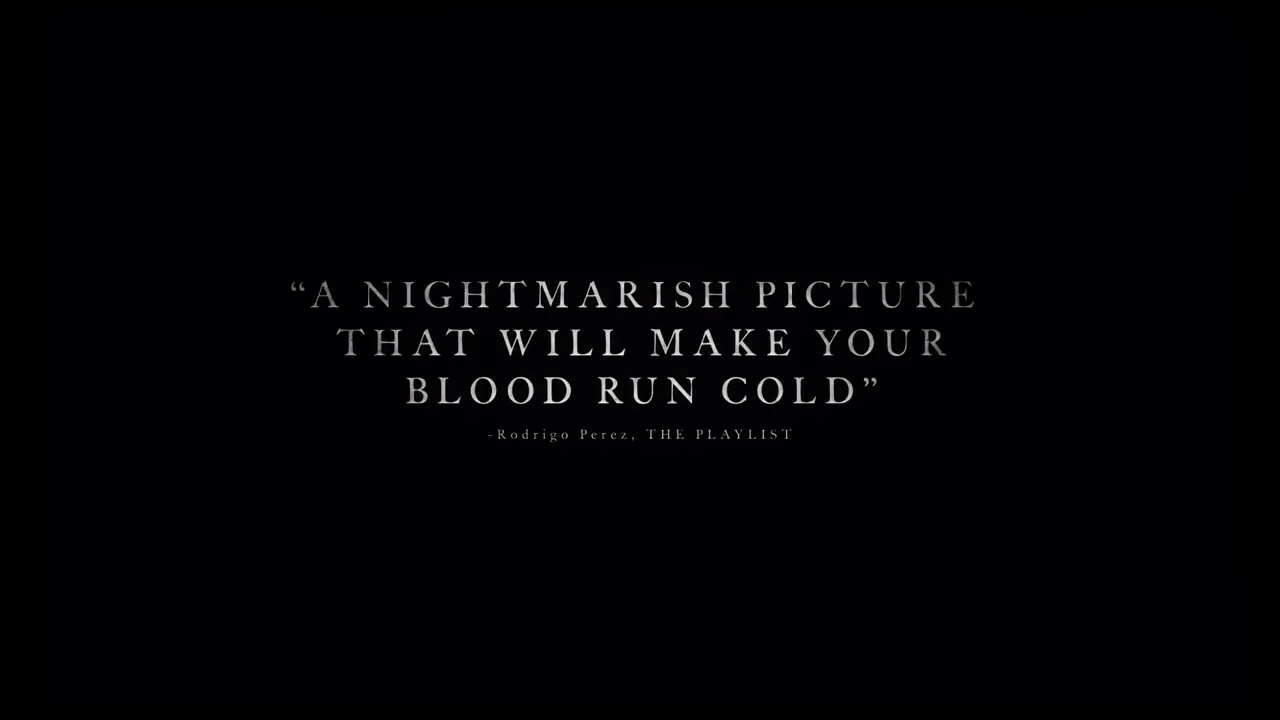 “A NIGHTMARISH PICTURE
THAT WILL MAKE YOUR
BLOOD RUN COLD”
-Rodrigo Perez, THE PLAYLIST